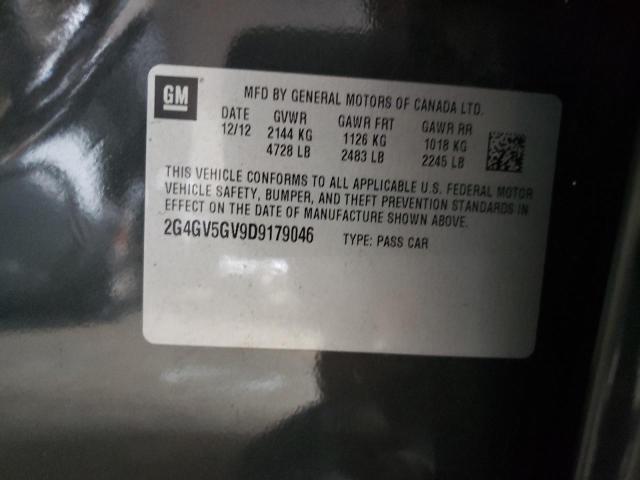 GM
MFD BY GENERAL MOTORS OF CANADA LTD.
DATE GVWR GAWR FRT GAWR RR
12/12 2144 KG 1126 KG 1018 KG
4728 LB 2483 LB 2245 LB
THIS VEHICLE CONFORMS TO ALL APPLICABLE U.S. FEDERAL MOTOR
VEHICLE SAFETY, BUMPER, AND THEFT PREVENTION STANDARDS IN
EFFECT ON THE DATE OF MANUFACTURE SHOWN ABOVE.
2G4GV5GV9D9179046 TYPE: PASS CAR